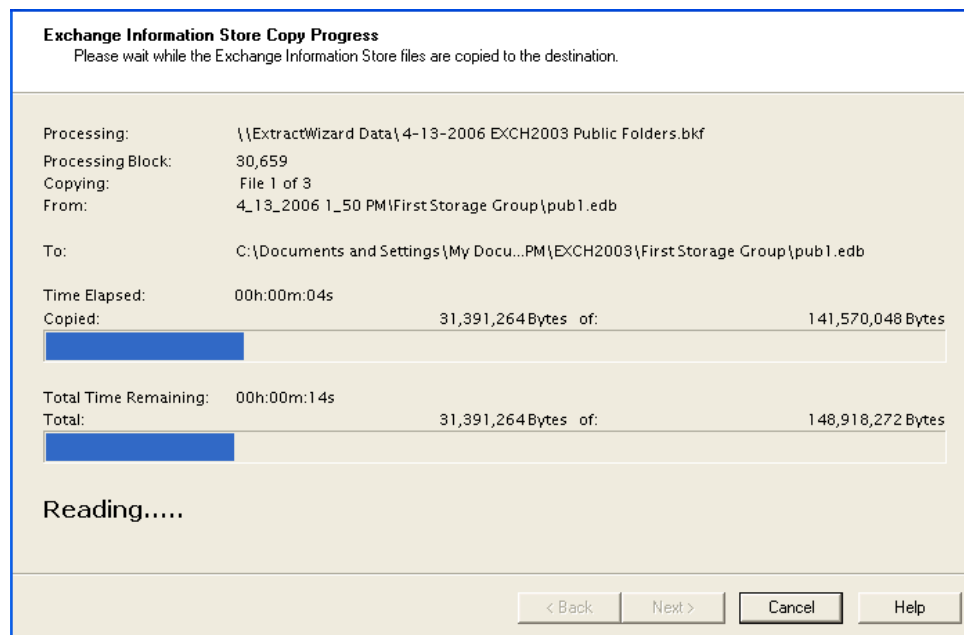 Exchange Information Store Copy Progress
Please wait while the Exchange Information Store files are copied to the destination.
Processing: \\ExtractWizard Data\4-13-2006 EXCH2003 Public Folders.bkf
Processing Block: 30,659
Copying: File 1 of 3
From: 4_13_2006 1_50 PM\First Storage Group\pub1.edb
To: C:\Documents and Settings\My Docu...PM\EXCH2003\First Storage Group\pub1.edb
Time Elapsed: 00h:00m:04s
Copied: 31,391,264 Bytes of: 141,570,048 Bytes
Total Time Remaining: 00h:00m:14s
Total: 31,391,264 Bytes of: 148,918,272 Bytes
Reading.....
< Back Next > Cancel Help